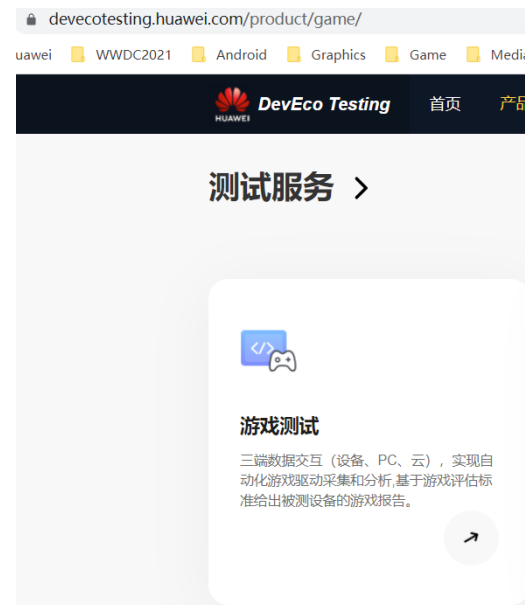 devecotesting.huawei.com/product/game/
uawei WWDC2021 Android Graphics Game Media
HUAWEI DevEco Testing 首页 产品
测试服务 >
</>
游戏测试
三端数据交互（设备、PC、云），实现自
动化游戏驱动采集和分析,基于游戏评估标
准给出被测设备的游戏报告。